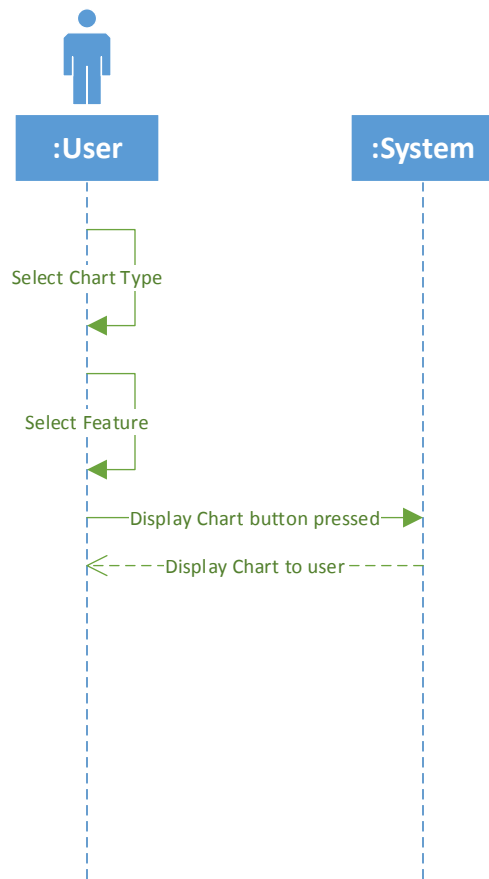 :User
:System
Select Chart Type
Select Feature
Display Chart button pressed
Display Chart to user